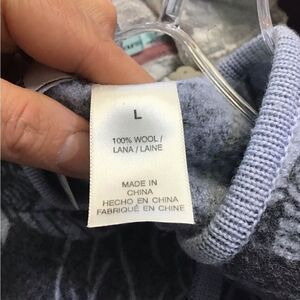 L
100% WOOL /
LANA / LAINE
MADE IN
CHINA
HECHO EN CHINA
FABRIQUÉ EN CHINE